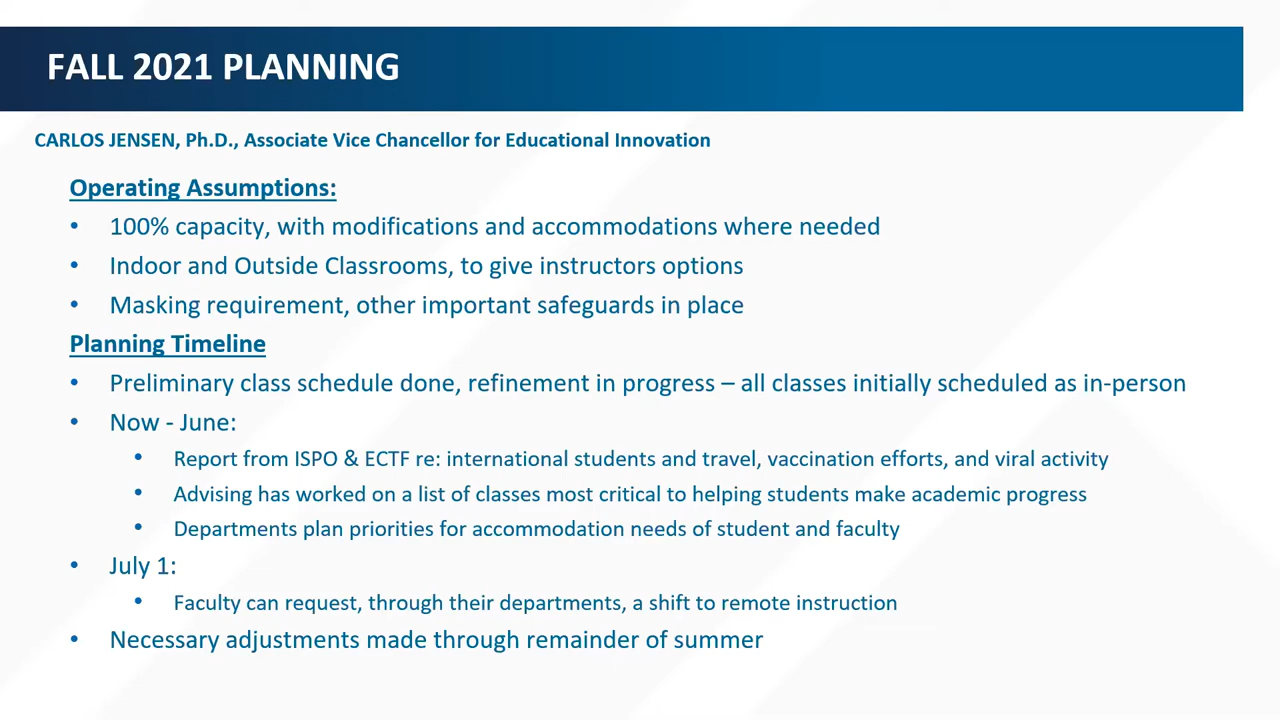 FALL 2021 PLANNING
CARLOS JENSEN, Ph.D., Associate Vice Chancellor for Educational Innovation
Operating Assumptions:
• 100% capacity, with modifications and accommodations where needed
• Indoor and Outside Classrooms, to give instructors options
• Masking requirement, other important safeguards in place
Planning Timeline
• Preliminary class schedule done, refinement in progress – all classes initially scheduled as in-person
• Now - June:
• Report from ISPO & ECTF re: international students and travel, vaccination efforts, and viral activity
• Advising has worked on a list of classes most critical to helping students make academic progress
• Departments plan priorities for accommodation needs of student and faculty
• July 1:
• Faculty can request, through their departments, a shift to remote instruction
• Necessary adjustments made through remainder of summer